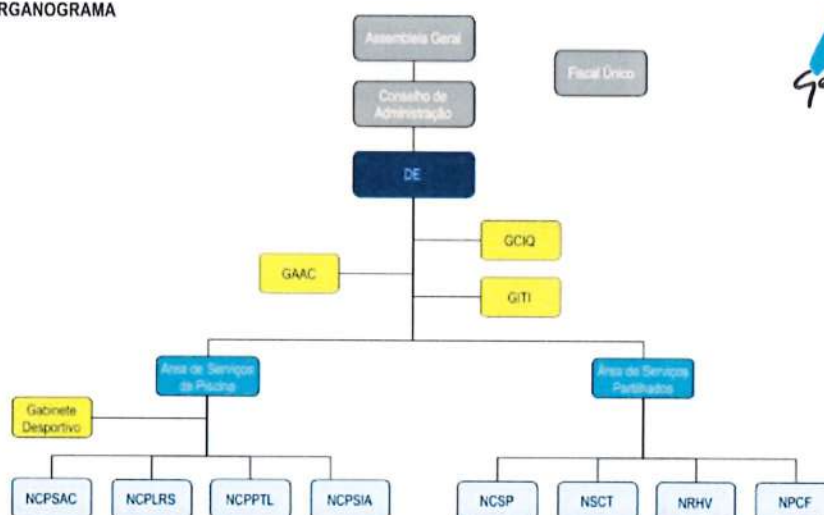 RGANOGRAMA
Assembleia Geral
Fiscal Único
Conselho de
Administração
DE
GCIQ
GAAC
GITI
Área de Serviços
de Piscina
Área de Serviços
Partilhados
Gabinete
Desportivo
NCPSAC
NCPLRS
NCPPTL
NCPSIA
NCSP
NSCT
NRHV
NPCF